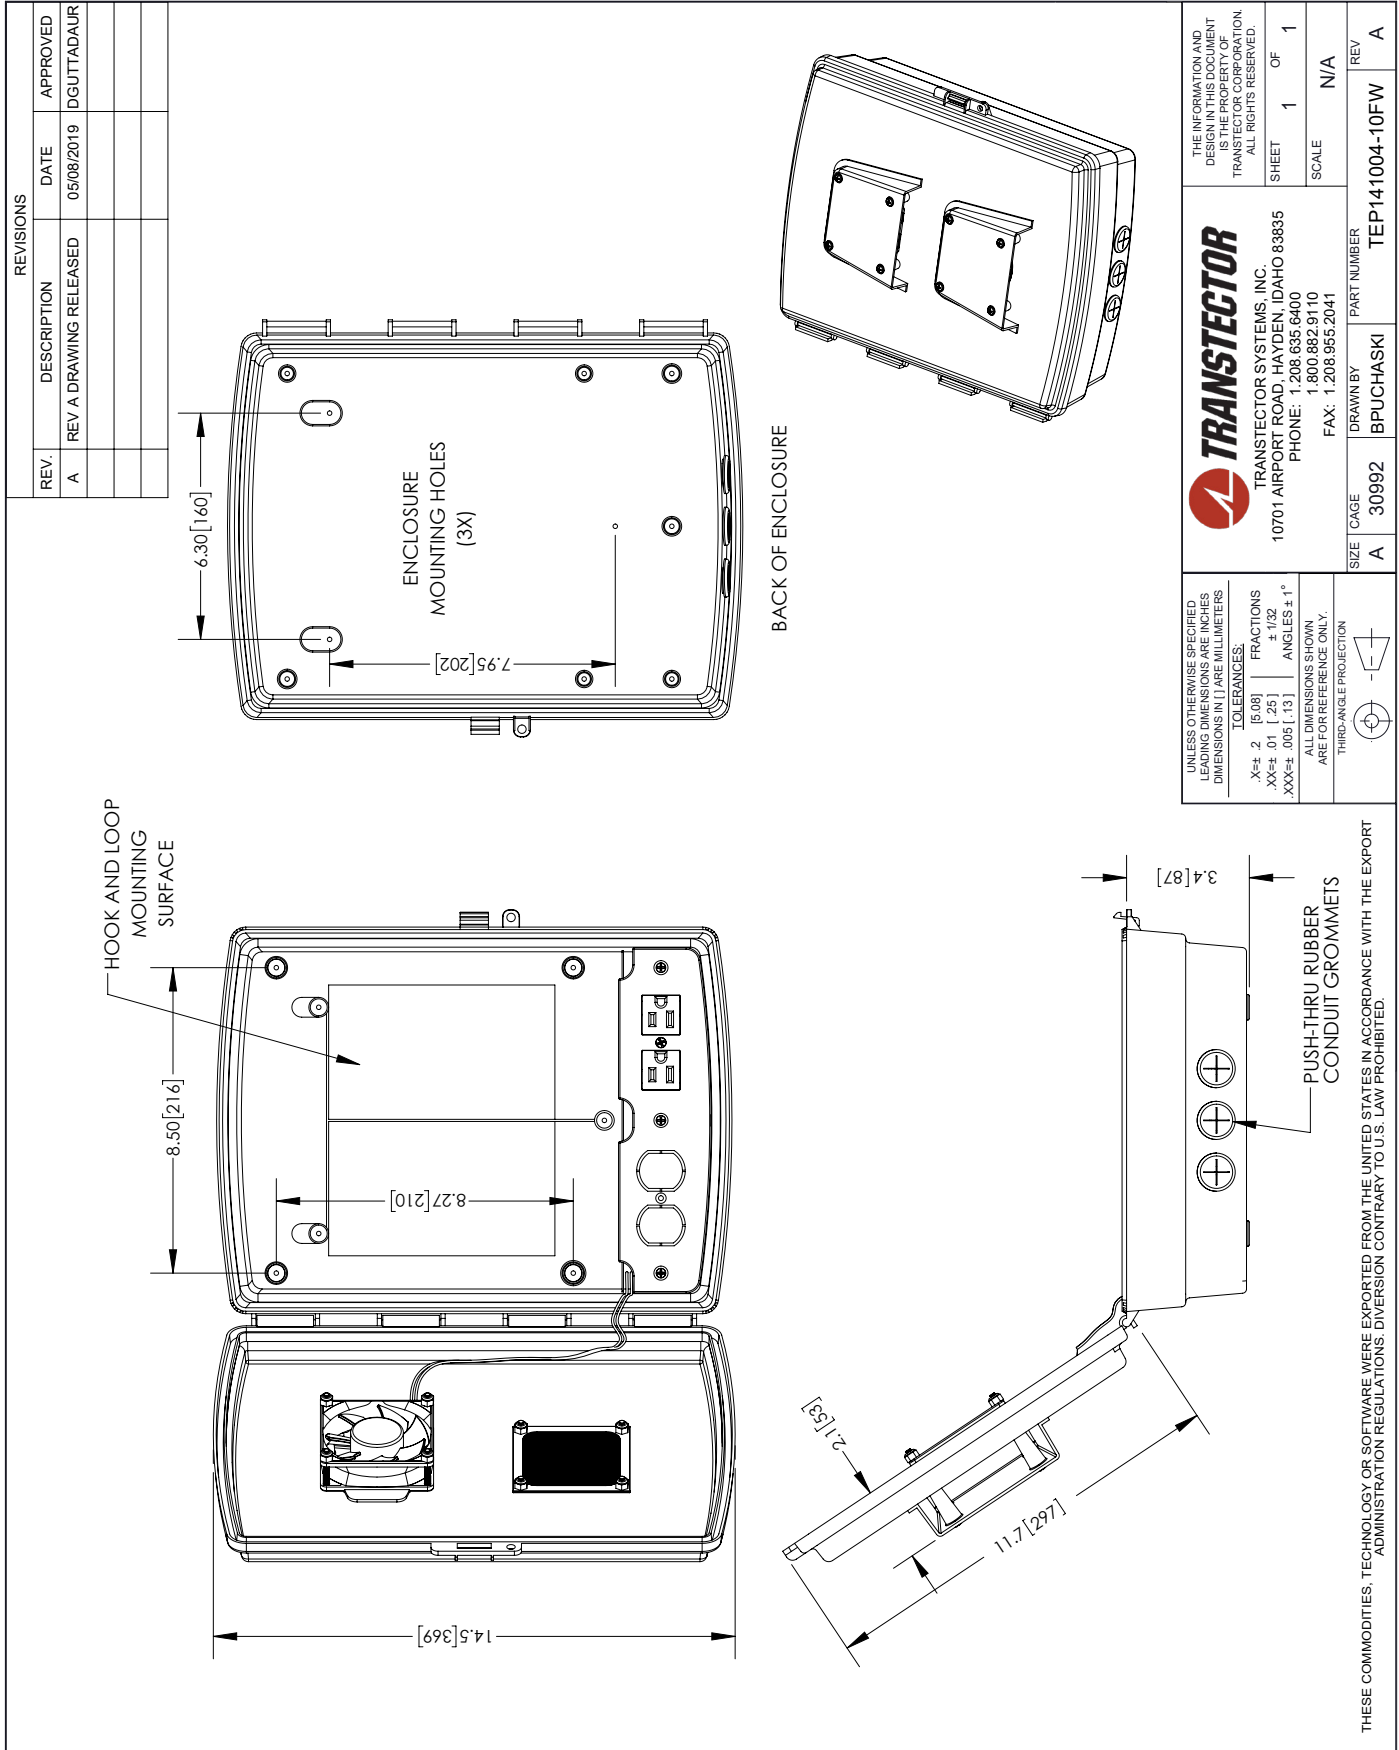 REVISIONS
REV. DESCRIPTION DATE APPROVED
A REV A DRAWING RELEASED 05/08/2019 DGUTTADAUR
HOOK AND LOOP
MOUNTING
SURFACE
8.50[216]
8.27[210]
14.5[369]
6.30[160]
ENCLOSURE
MOUNTING HOLES
(3X)
7.95[202]
BACK OF ENCLOSURE
2.1[53]
11.7[297]
3.4[87]
PUSH-THRU RUBBER
CONDUIT GROMMETS
THESE COMMODITIES, TECHNOLOGY OR SOFTWARE WERE EXPORTED FROM THE UNITED STATES IN ACCORDANCE WITH THE EXPORT
ADMINISTRATION REGULATIONS. DIVERSION CONTRARY TO U.S. LAW PROHIBITED.
UNLESS OTHERWISE SPECIFIED
LEADING DIMENSIONS ARE INCHES
DIMENSIONS IN [ ] ARE MILLIMETERS
TOLERANCES:
.X=± .2 [5.08] FRACTIONS
.XX=± .01 [.25] ± 1/32
.XXX=± .005 [.13] ANGLES ± 1°
ALL DIMENSIONS SHOWN
ARE FOR REFERENCE ONLY.
THIRD-ANGLE PROJECTION
TRANSTECTOR
TRANSTECTOR SYSTEMS, INC.
10701 AIRPORT ROAD, HAYDEN, IDAHO 83835
PHONE: 1.208.635.6400
1.800.882.9110
FAX: 1.208.955.2041
THE INFORMATION AND
DESIGN IN THIS DOCUMENT
IS THE PROPERTY OF
TRANSTECTOR CORPORATION.
ALL RIGHTS RESERVED.
SHEET 1 OF 1
SCALE N/A
SIZE CAGE DRAWN BY PART NUMBER REV
A 30992 BPUCHASKI TEP141004-10FW A